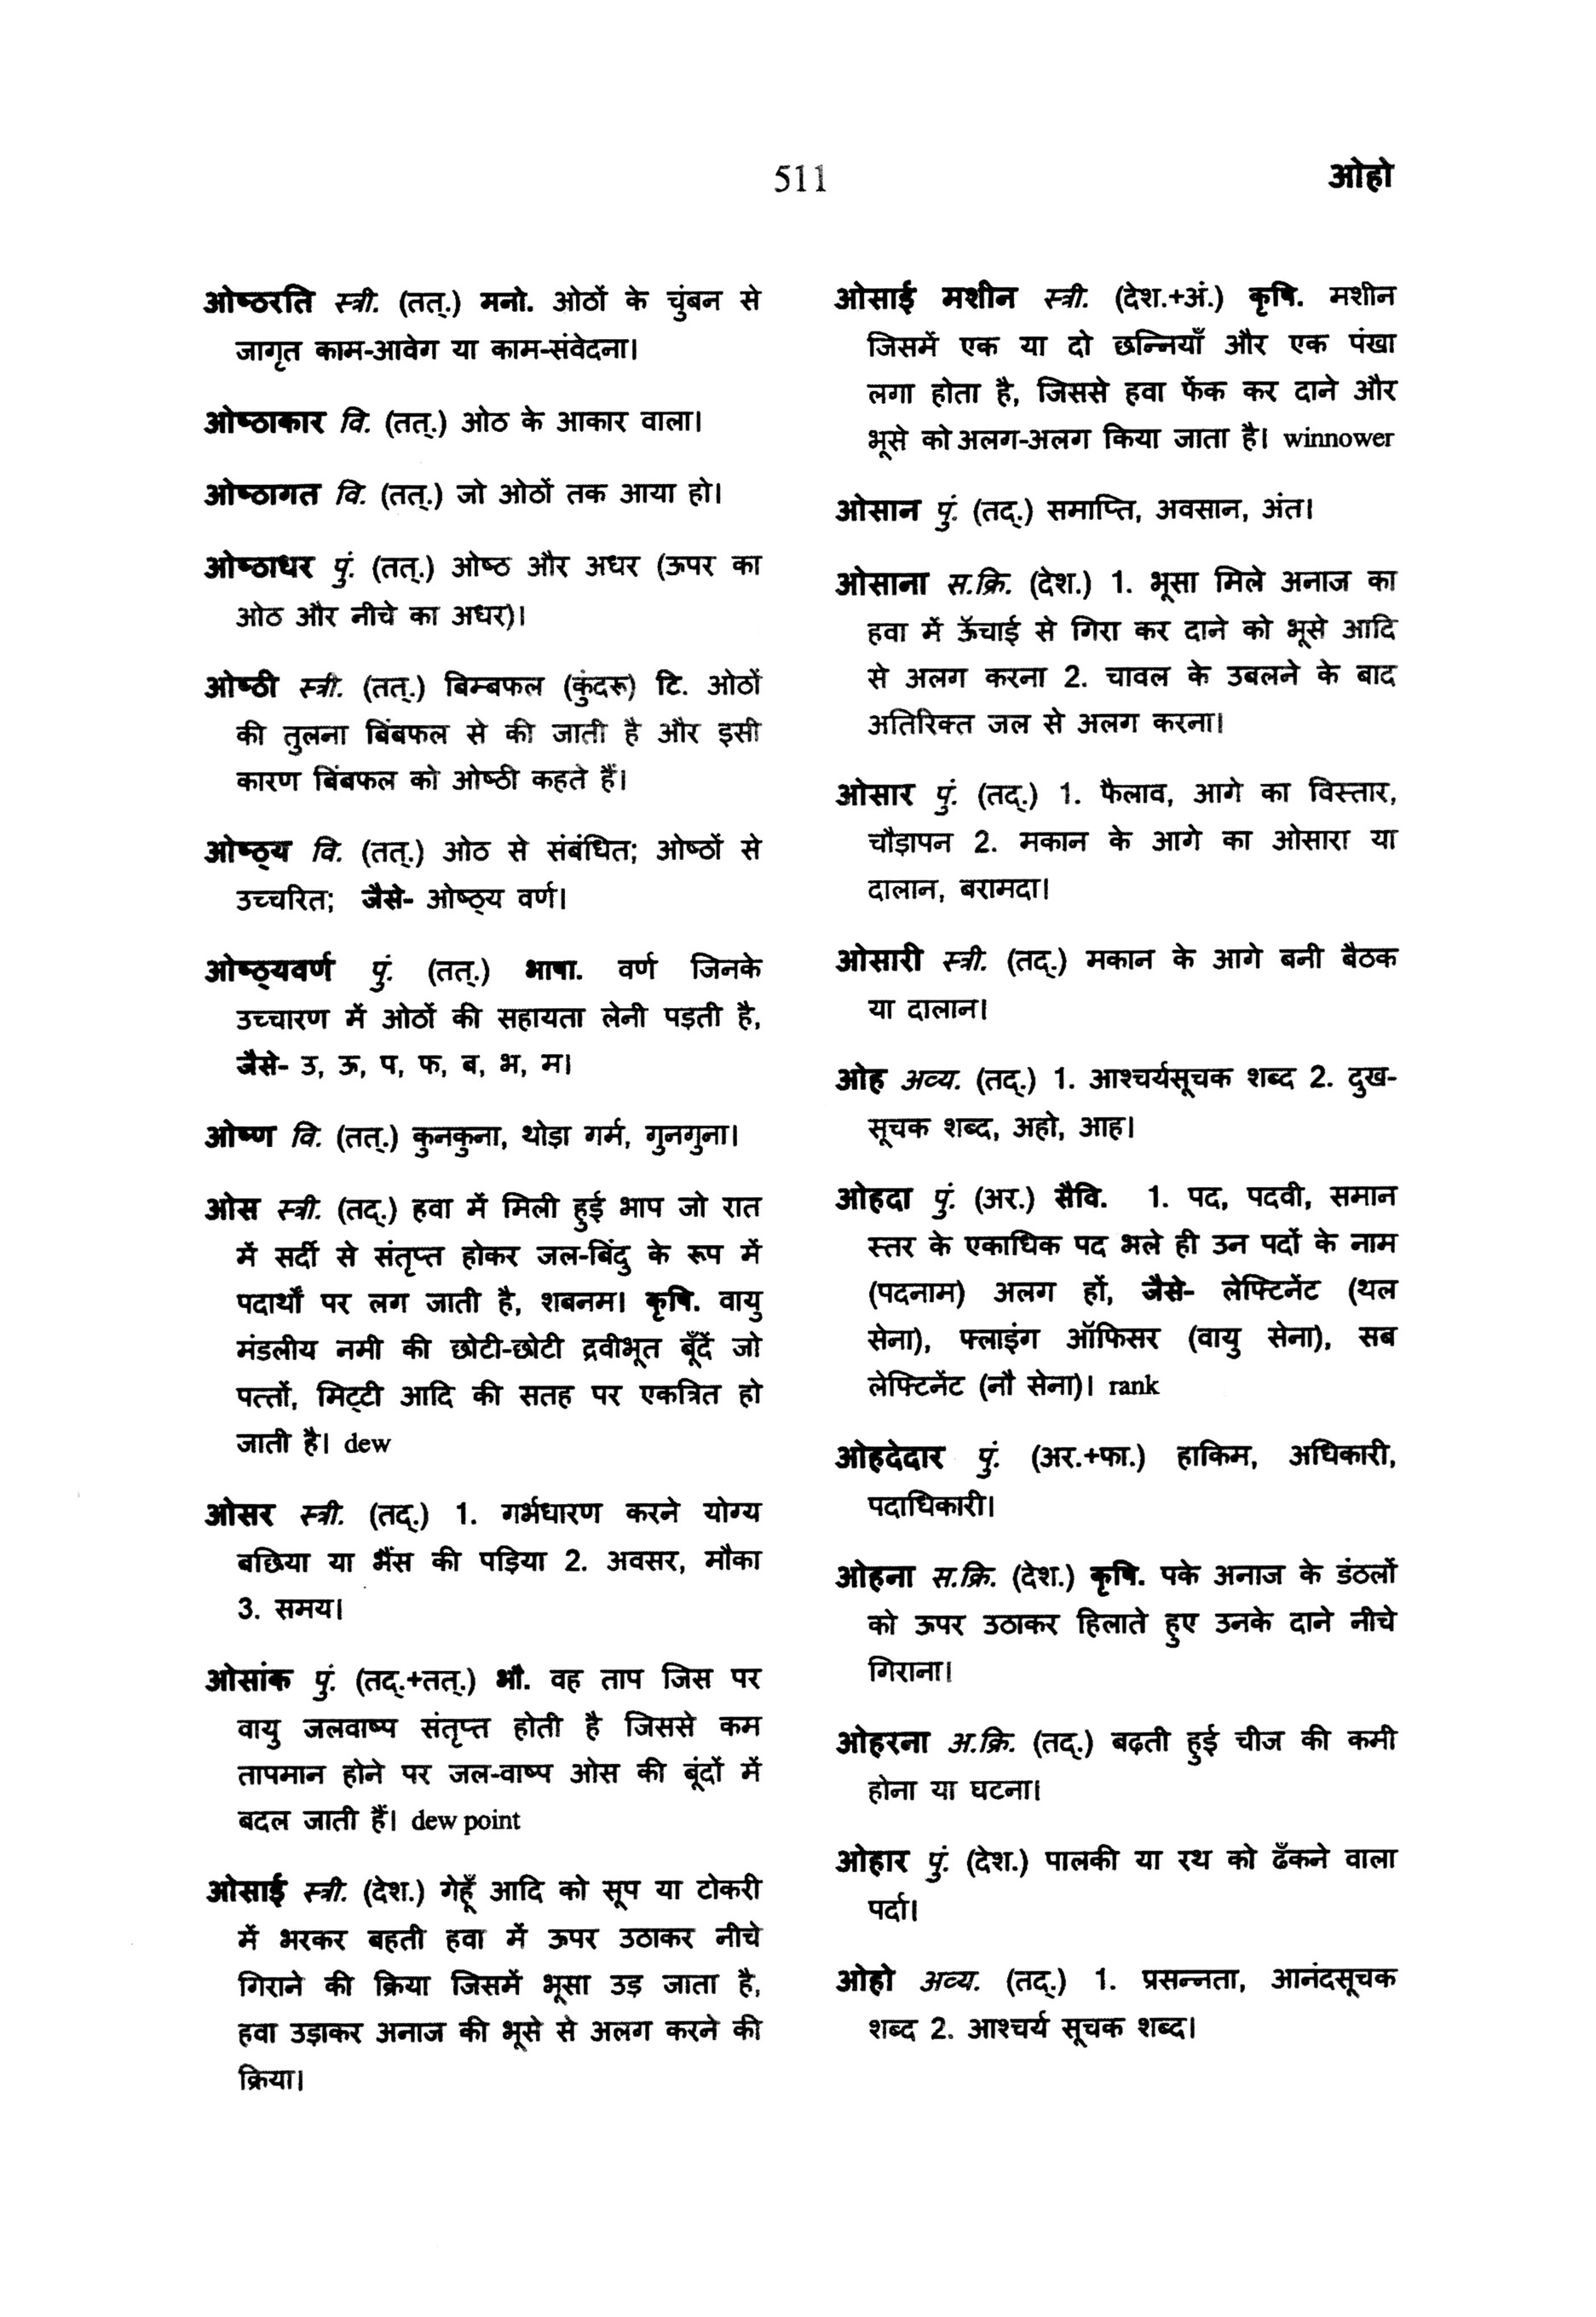 511
ओहो
ओष्ठरति स्त्री. (तत्.) मनो. ओठों के चुंबन से
जागृत काम-आवेग या काम-संवेदना।
ओष्ठाकार वि. (तत्.) ओठ के आकार वाला।
ओष्ठागत वि. (तत्.) जो ओठों तक आया हो।
ओष्ठाधर पुं. (तत्.) ओष्ठ और अधर (ऊपर का
ओठ और नीचे का अधर)।
ओष्ठी स्त्री. (तत्.) बिम्बफल (कुंदरू) टि. ओठों
की तुलना बिंबफल से की जाती है और इसी
कारण बिंबफल को ओष्ठी कहते हैं।
ओष्ठ्य वि. (तत्.) ओठ से संबंधित; ओष्ठों से
उच्चरित; जैसे- ओष्ठ्य वर्ण।
ओष्ठ्यवर्ण पुं. (तत्.) भाषा. वर्ण जिनके
उच्चारण में ओठों की सहायता लेनी पड़ती है,
जैसे- उ, ऊ, प, फ, ब, भ, म।
ओष्ण वि. (तत्.) कुनकुना, थोड़ा गर्म, गुनगुना।
ओस स्त्री. (तद्.) हवा में मिली हुई भाप जो रात
में सर्दी से संतृप्त होकर जल-बिंदु के रूप में
पदार्थों पर लग जाती है, शबनम। कृषि. वायु
मंडलीय नमी की छोटी-छोटी द्रवीभूत बूँदें जो
पत्तों, मिट्टी आदि की सतह पर एकत्रित हो
जाती है। dew
ओसर स्त्री. (तद्.) 1. गर्भधारण करने योग्य
बछिया या भैंस की पड़िया 2. अवसर, मौका
3. समय।
ओसांक पुं. (तद्.+तत्.) भौ. वह ताप जिस पर
वायु जलवाष्प संतृप्त होती है जिससे कम
तापमान होने पर जल-वाष्प ओस की बूंदों में
बदल जाती हैं। dew point
ओसाई स्त्री. (देश.) गेहूँ आदि को सूप या टोकरी
में भरकर बहती हवा में ऊपर उठाकर नीचे
गिराने की क्रिया जिसमें भूसा उड़ जाता है,
हवा उड़ाकर अनाज की भूसे से अलग करने की
क्रिया।
ओसाई मशीन स्त्री. (देश.+अं.) कृषि. मशीन
जिसमें एक या दो छन्नियाँ और एक पंखा
लगा होता है, जिससे हवा फेंक कर दाने और
भूसे को अलग-अलग किया जाता है। winnower
ओसान पुं. (तद्.) समाप्ति, अवसान, अंत।
ओसाना स.क्रि. (देश.) 1. भूसा मिले अनाज का
हवा में ऊँचाई से गिरा कर दाने को भूसे आदि
से अलग करना 2. चावल के उबलने के बाद
अतिरिक्त जल से अलग करना।
ओसार पुं. (तद्.) 1. फैलाव, आगे का विस्तार,
चौड़ापन 2. मकान के आगे का ओसारा या
दालान, बरामदा।
ओसारी स्त्री. (तद्.) मकान के आगे बनी बैठक
या दालान।
ओह अव्य. (तद्.) 1. आश्चर्यसूचक शब्द 2. दुख-
सूचक शब्द, अहो, आह।
ओहदा पुं. (अर.) सैवि. 1. पद, पदवी, समान
स्तर के एकाधिक पद भले ही उन पदों के नाम
(पदनाम) अलग हों, जैसे- लेफ्टिनेंट (थल
सेना), फ्लाइंग ऑफिसर (वायु सेना), सब
लेफ्टिनेंट (नौ सेना)। rank
ओहदेदार पुं. (अर.+फा.) हाकिम, अधिकारी,
पदाधिकारी।
ओहना स.क्रि. (देश.) कृषि. पके अनाज के डंठलों
को ऊपर उठाकर हिलाते हुए उनके दाने नीचे
गिराना।
ओहरना अ.क्रि. (तद्.) बढ़ती हुई चीज की कमी
होना या घटना।
ओहार पुं. (देश.) पालकी या रथ को ढँकने वाला
पर्दा।
ओहो अव्य. (तद्.) 1. प्रसन्नता, आनंदसूचक
शब्द 2. आश्चर्य सूचक शब्द।